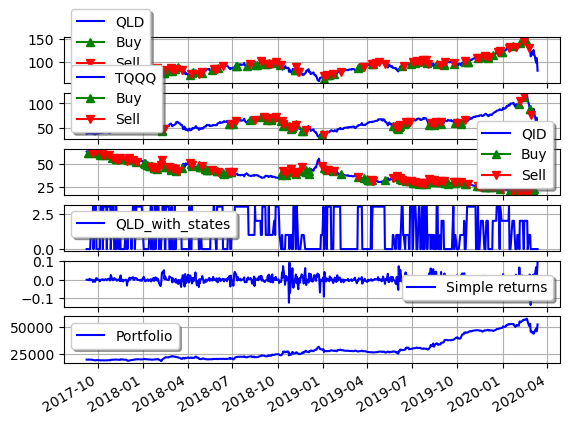 QLD
Buy
Sell
150
100
TQQQ
Buy
Sell
100
50
QID
Buy
Sell
50
25
QLD_with_states
2.5
0.0
Simple returns
0.1
0.0
−0.1
Portfolio
50000
25000
2017-10
2018-01
2018-04
2018-07
2018-10
2019-01
2019-04
2019-07
2019-10
2020-01
2020-04